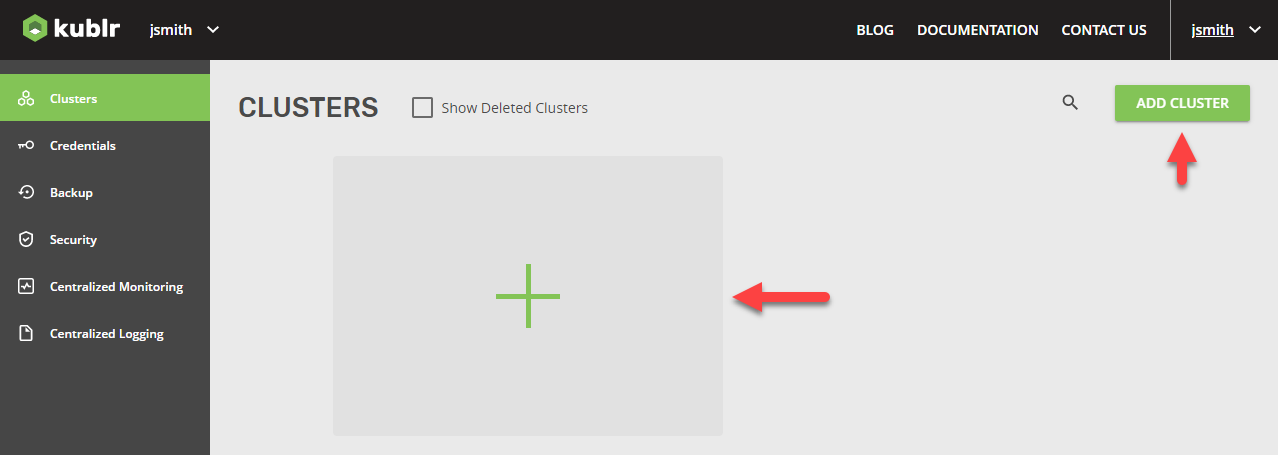 kublr
jsmith
BLOG
DOCUMENTATION
CONTACT US
jsmith
Clusters
Credentials
Backup
Security
Centralized Monitoring
Centralized Logging
CLUSTERS
Show Deleted Clusters
ADD CLUSTER